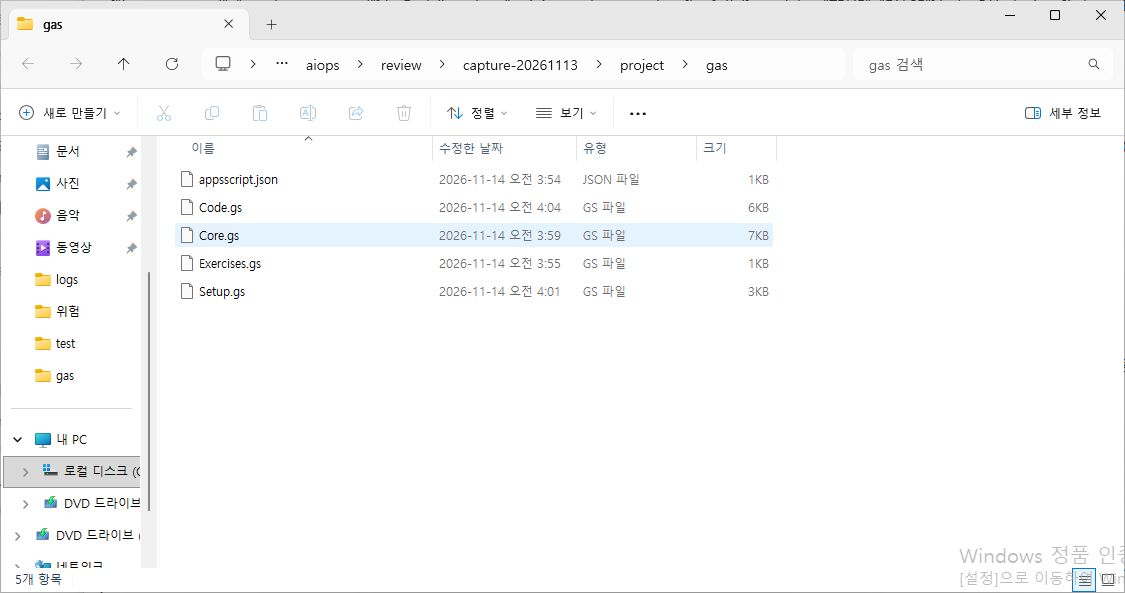 gas
aiops review capture-20261113 project gas
gas 검색
새로 만들기 정렬 보기 세부 정보
이름 수정한 날짜 유형 크기
appsscript.json 2026-11-14 오전 3:54 JSON 파일 1KB
Code.gs 2026-11-14 오전 4:04 GS 파일 6KB
Core.gs 2026-11-14 오전 3:59 GS 파일 7KB
Exercises.gs 2026-11-14 오전 3:55 GS 파일 1KB
Setup.gs 2026-11-14 오전 4:01 GS 파일 3KB
문서
사진
음악
동영상
logs
위험
test
gas
내 PC
로컬 디스크 (C
DVD 드라이브
DVD 드라이브 (
네트워크
5개 항목
Windows 정품 인증
[설정]으로 이동하여 Win